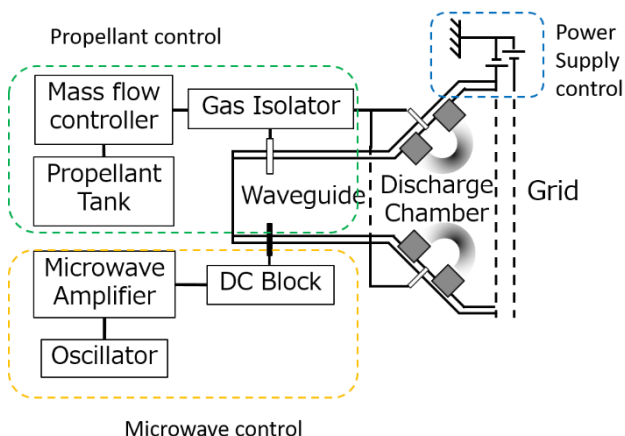 Propellant control
Power
Supply
control
Mass flow
controller
Gas Isolator
Propellant
Tank
Waveguide
Discharge
Chamber
Grid
Microwave
Amplifier
DC Block
Oscillator
Microwave control